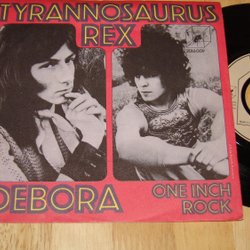 TYRANNOSAURUS
REX
DEBORA
ONE INCH
ROCK